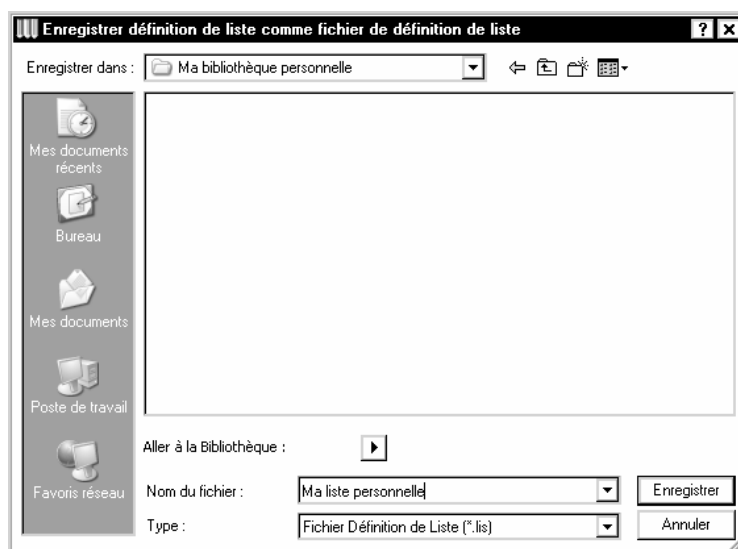 Enregistrer définition de liste comme fichier de définition de liste
Enregistrer dans :
Ma bibliothèque personnelle
Mes documents
récents
Bureau
Mes documents
Poste de travail
Favoris réseau
Aller à la Bibliothèque :
Nom du fichier :
Ma liste personnelle
Enregistrer
Type :
Fichier Définition de Liste (*.lis)
Annuler